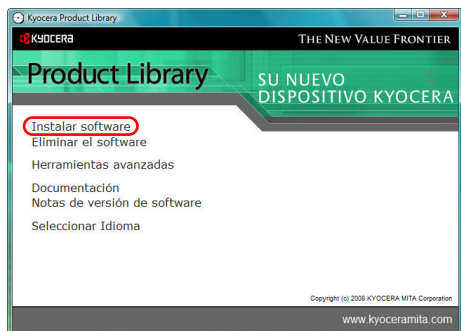 Kyocera Product Library
KYOCERA
THE NEW VALUE FRONTIER
Product Library
SU NUEVO
DISPOSITIVO KYOCERA
Instalar software
Eliminar el software
Herramientas avanzadas
Documentación
Notas de versión de software
Seleccionar Idioma
Copyright (c) 2008 KYOCERA MITA Corporation
www.kyoceramita.com